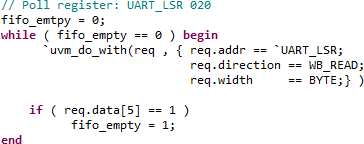 // Poll register: UART_LSR 020
fifo_emtpy = 0;
while ( fifo_empty == 0 ) begin
`uvm_do_with(req , { req.addr == `UART_LSR;
req.direction == WB_READ;
req.width == BYTE;} )
if ( req.data[5] == 1 )
fifo_empty = 1;
end